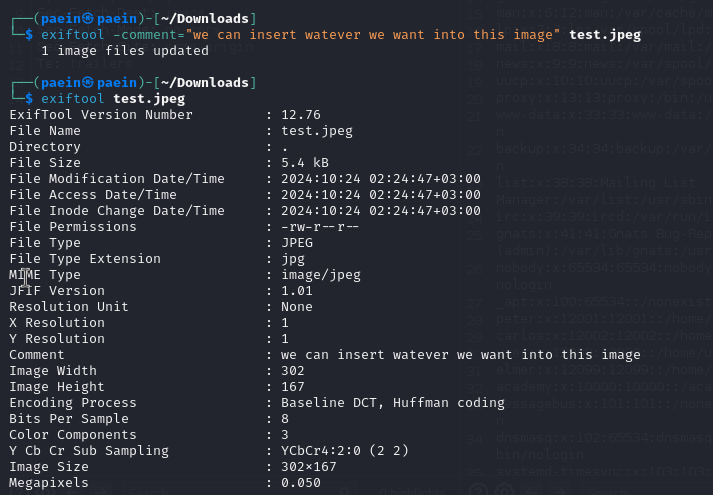 ┌──(paein㉿paein)-[~/Downloads]
└─$ exiftool -comment="we can insert watever we want into this image" test.jpeg
1 image files updated
┌──(paein㉿paein)-[~/Downloads]
└─$ exiftool test.jpeg
ExifTool Version Number : 12.76
File Name : test.jpeg
Directory : .
File Size : 5.4 kB
File Modification Date/Time : 2024:10:24 02:24:47+03:00
File Access Date/Time : 2024:10:24 02:24:47+03:00
File Inode Change Date/Time : 2024:10:24 02:24:47+03:00
File Permissions : -rw-r--r--
File Type : JPEG
File Type Extension : jpg
MIME Type : image/jpeg
JFIF Version : 1.01
Resolution Unit : None
X Resolution : 1
Y Resolution : 1
Comment : we can insert watever we want into this image
Image Width : 302
Image Height : 167
Encoding Process : Baseline DCT, Huffman coding
Bits Per Sample : 8
Color Components : 3
Y Cb Cr Sub Sampling : YCbCr4:2:0 (2 2)
Image Size : 302×167
Megapixels : 0.050